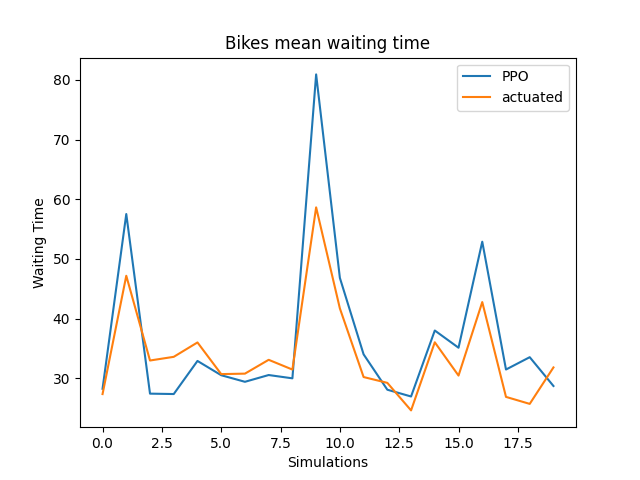 Bikes mean waiting time
PPO
actuated
80
70
60
50
40
30
Waiting Time
0.0 2.5 5.0 7.5 10.0 12.5 15.0 17.5
Simulations